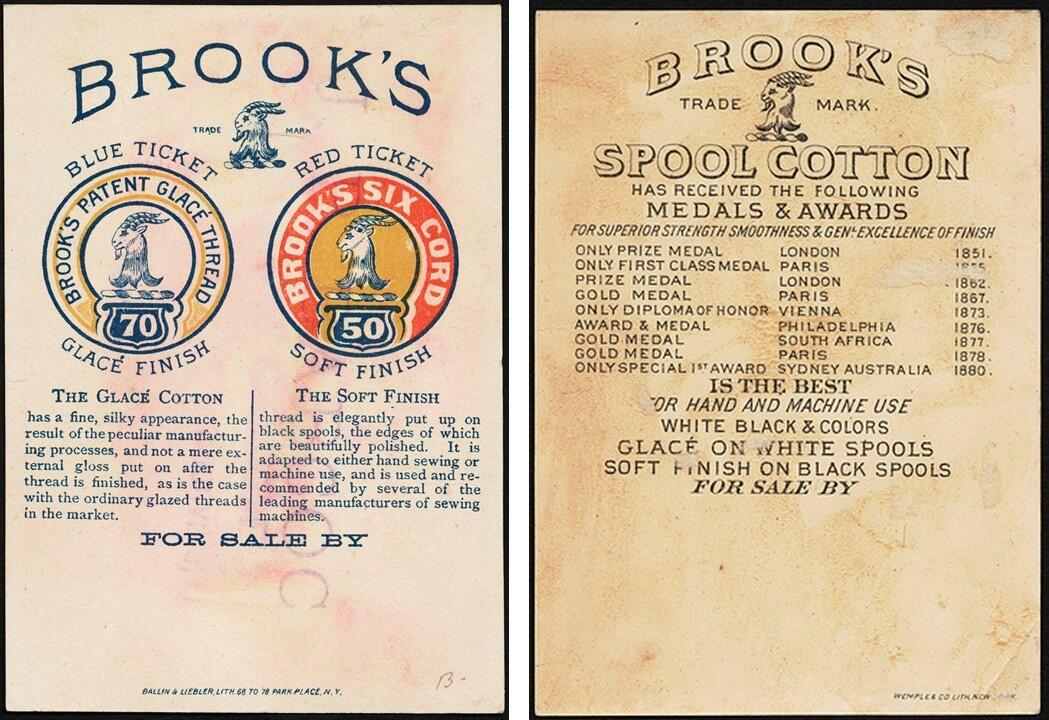 BROOK'S
TRADE MARK
BLUE TICKET
BROOK'S PATENT GLACÉ THREAD
70
GLACÉ FINISH
RED TICKET
BROOK'S SIX CORD
50
SOFT FINISH
THE GLACÉ COTTON
has a fine, silky appearance, the
result of the peculiar manufactur-
ing processes, and not a mere ex-
ternal gloss put on after the
thread is finished, as is the case
with the ordinary glazed threads
in the market.
THE SOFT FINISH
thread is elegantly put up on
black spools, the edges of which
are beautifully polished. It is
adapted to either hand sewing or
machine use, and is used and re-
commended by several of the
leading manufacturers of sewing
machines.
FOR SALE BY
BALLIN & LIEBLER, LITH. 68 TO 78 PARK PLACE, N.Y.
B-
BROOK'S
TRADE MARK.
SPOOL COTTON
HAS RECEIVED THE FOLLOWING
MEDALS & AWARDS
FOR SUPERIOR STRENGTH SMOOTHNESS & GENL EXCELLENCE OF FINISH
ONLY PRIZE MEDAL LONDON 1851.
ONLY FIRST CLASS MEDAL PARIS 1855.
PRIZE MEDAL LONDON 1862.
GOLD MEDAL PARIS 1867.
ONLY DIPLOMA OF HONOR VIENNA 1873.
AWARD & MEDAL PHILADELPHIA 1876.
GOLD MEDAL SOUTH AFRICA 1877.
GOLD MEDAL PARIS 1878.
ONLY SPECIAL 1ST AWARD SYDNEY AUSTRALIA 1880.
IS THE BEST
FOR HAND AND MACHINE USE
WHITE BLACK & COLORS
GLACÉ ON WHITE SPOOLS
SOFT FINISH ON BLACK SPOOLS
FOR SALE BY
WEMPLE & CO LITH. NEW YORK.